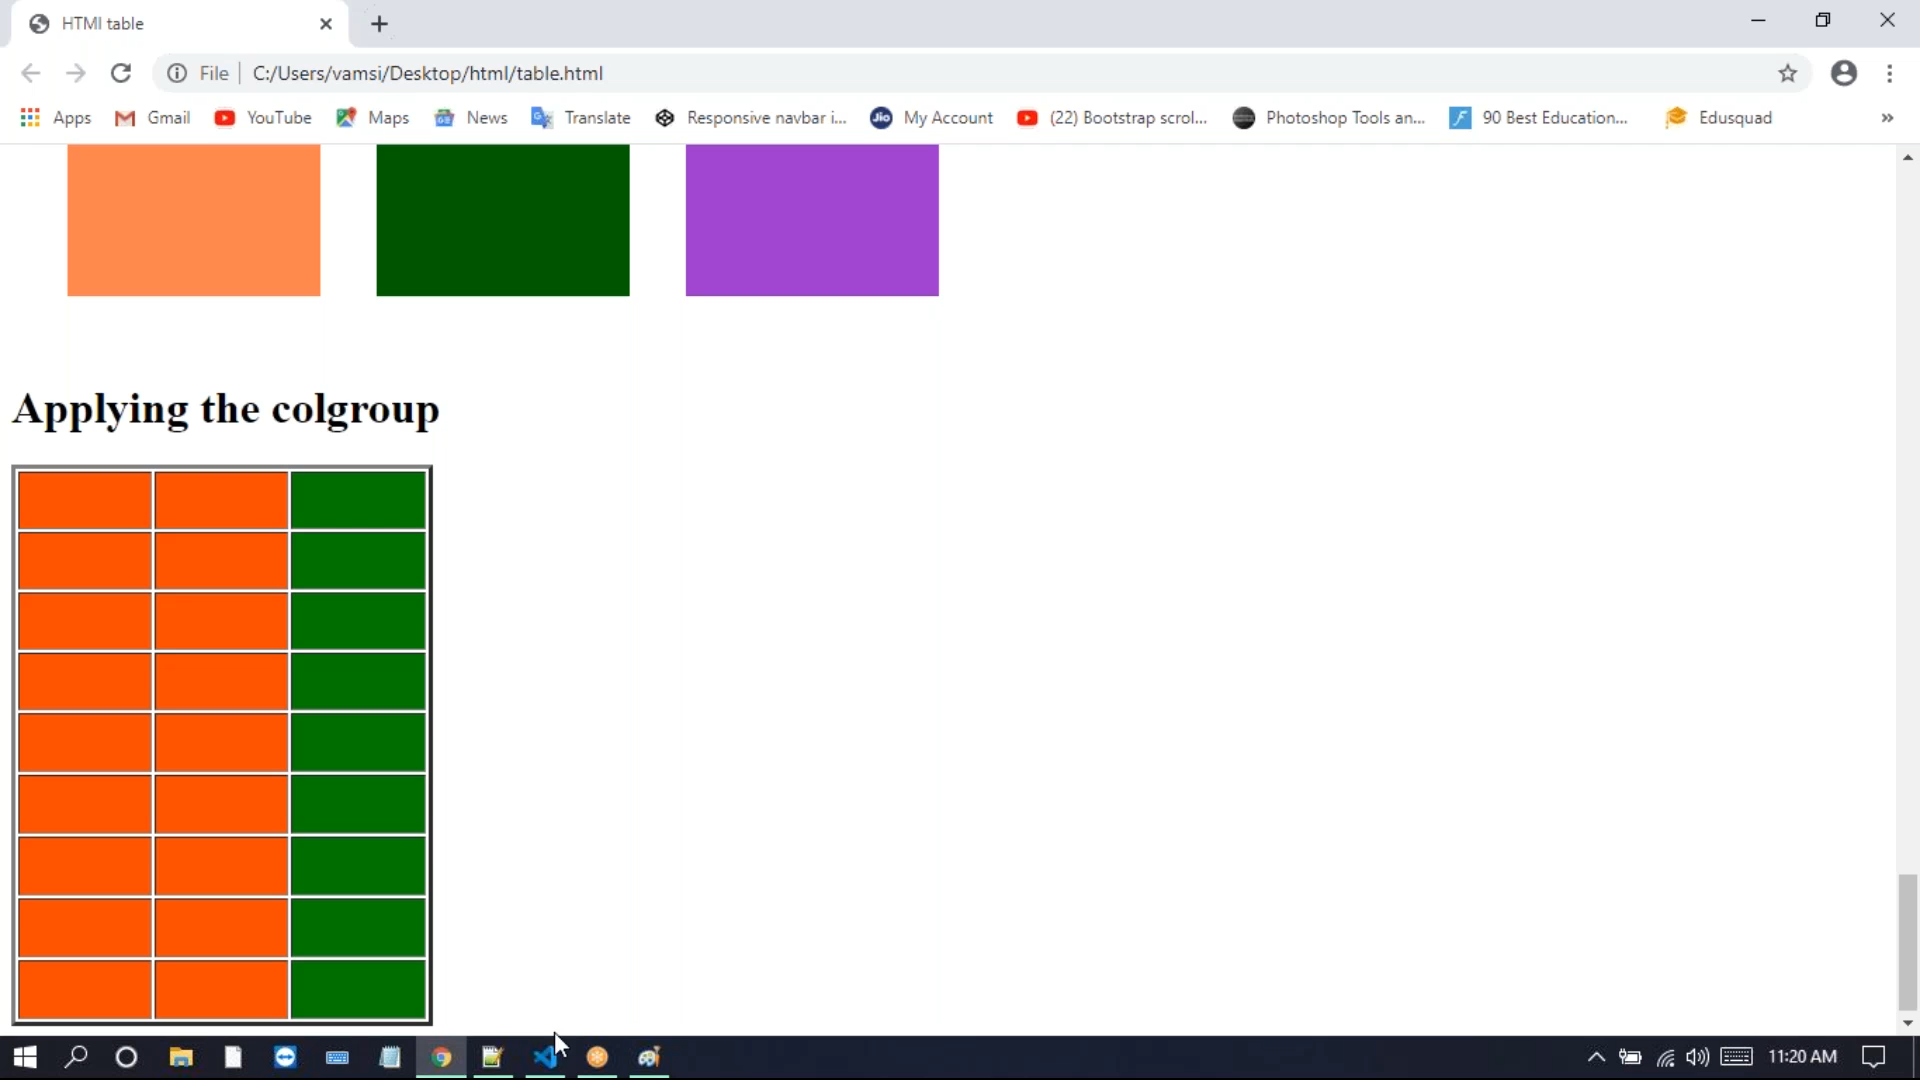 HTMl table
File
C:/Users/vamsi/Desktop/html/table.html
Apps
Gmail
YouTube
Maps
News
Translate
Responsive navbar i...
Jio
My Account
(22) Bootstrap scrol...
Photoshop Tools an...
90 Best Education...
Edusquad
»
Applying the colgroup
11:20 AM